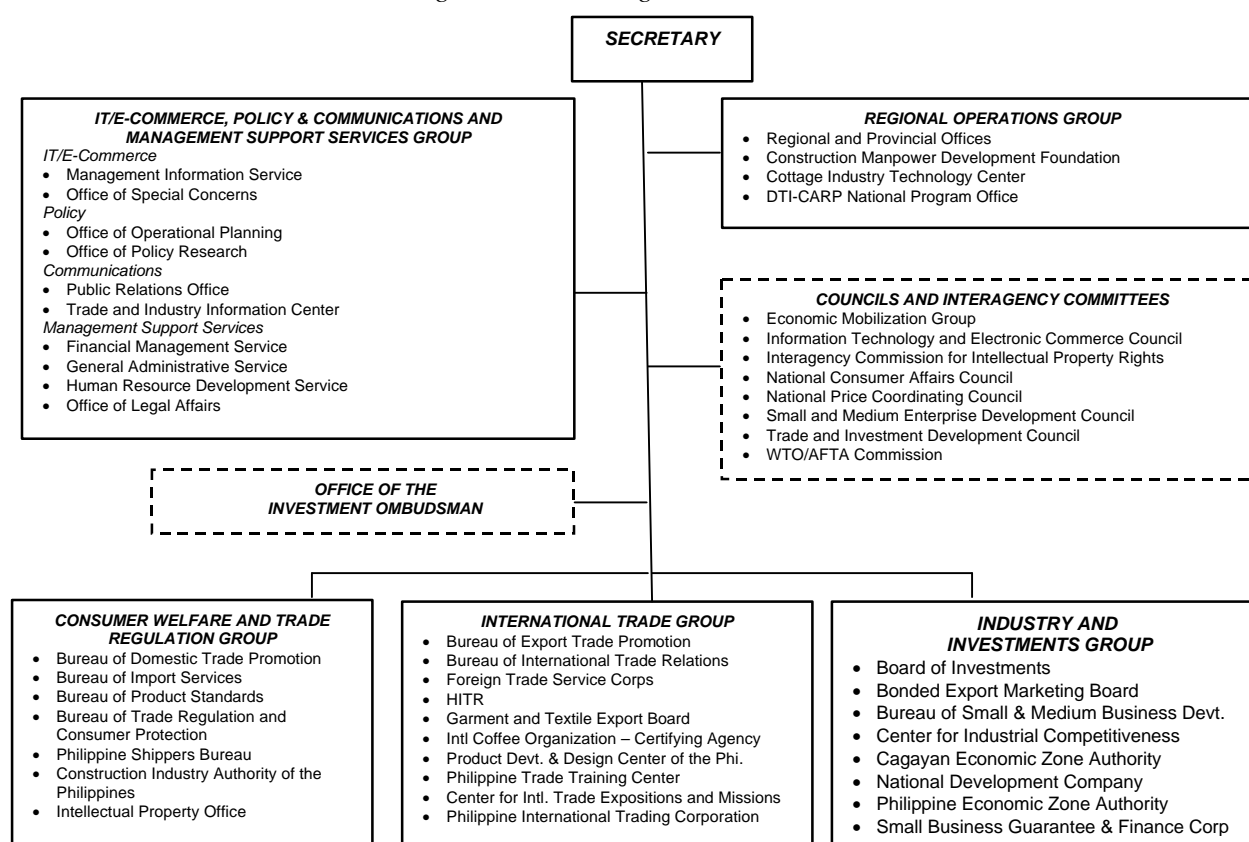 SECRETARY
IT/E-COMMERCE, POLICY & COMMUNICATIONS AND
MANAGEMENT SUPPORT SERVICES GROUP
IT/E-Commerce
• Management Information Service
• Office of Special Concerns
Policy
• Office of Operational Planning
• Office of Policy Research
Communications
• Public Relations Office
• Trade and Industry Information Center
Management Support Services
• Financial Management Service
• General Administrative Service
• Human Resource Development Service
• Office of Legal Affairs
REGIONAL OPERATIONS GROUP
• Regional and Provincial Offices
• Construction Manpower Development Foundation
• Cottage Industry Technology Center
• DTI-CARP National Program Office
COUNCILS AND INTERAGENCY COMMITTEES
• Economic Mobilization Group
• Information Technology and Electronic Commerce Council
• Interagency Commission for Intellectual Property Rights
• National Consumer Affairs Council
• National Price Coordinating Council
• Small and Medium Enterprise Development Council
• Trade and Investment Development Council
• WTO/AFTA Commission
OFFICE OF THE
INVESTMENT OMBUDSMAN
CONSUMER WELFARE AND TRADE
REGULATION GROUP
• Bureau of Domestic Trade Promotion
• Bureau of Import Services
• Bureau of Product Standards
• Bureau of Trade Regulation and
Consumer Protection
• Philippine Shippers Bureau
• Construction Industry Authority of the
Philippines
• Intellectual Property Office
INTERNATIONAL TRADE GROUP
• Bureau of Export Trade Promotion
• Bureau of International Trade Relations
• Foreign Trade Service Corps
• HITR
• Garment and Textile Export Board
• Intl Coffee Organization – Certifying Agency
• Product Devt. & Design Center of the Phi.
• Philippine Trade Training Center
• Center for Intl. Trade Expositions and Missions
• Philippine International Trading Corporation
INDUSTRY AND
INVESTMENTS GROUP
• Board of Investments
• Bonded Export Marketing Board
• Bureau of Small & Medium Business Devt.
• Center for Industrial Competitiveness
• Cagayan Economic Zone Authority
• National Development Company
• Philippine Economic Zone Authority
• Small Business Guarantee & Finance Corp